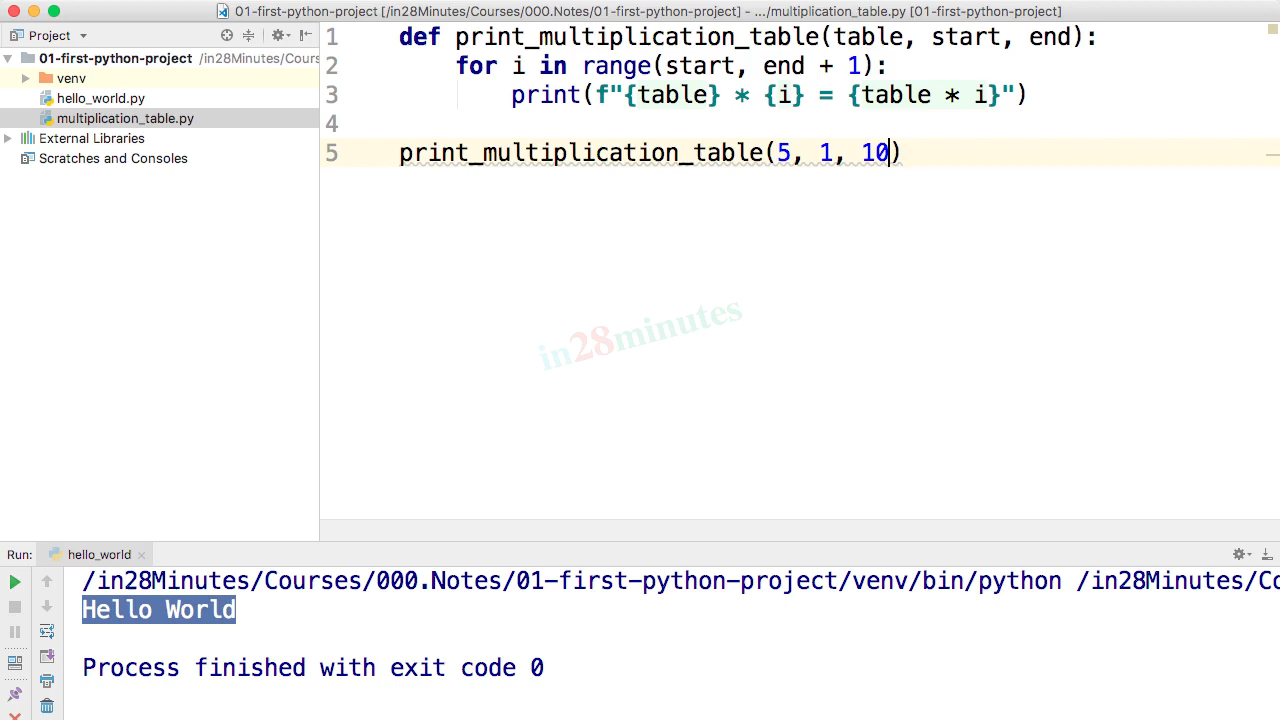 01-first-python-project [/in28Minutes/Courses/000.Notes/01-first-python-project] - .../multiplication_table.py [01-first-python-project]
Project
01-first-python-project /in28Minutes/Cours
venv
hello_world.py
multiplication_table.py
External Libraries
Scratches and Consoles
1 def print_multiplication_table(table, start, end):
2 for i in range(start, end + 1):
3 print(f"{table} * {i} = {table * i}")
4
5 print_multiplication_table(5, 1, 10)
in28minutes
Run: hello_world
/in28Minutes/Courses/000.Notes/01-first-python-project/venv/bin/python /in28Minutes/Co
Hello World
Process finished with exit code 0